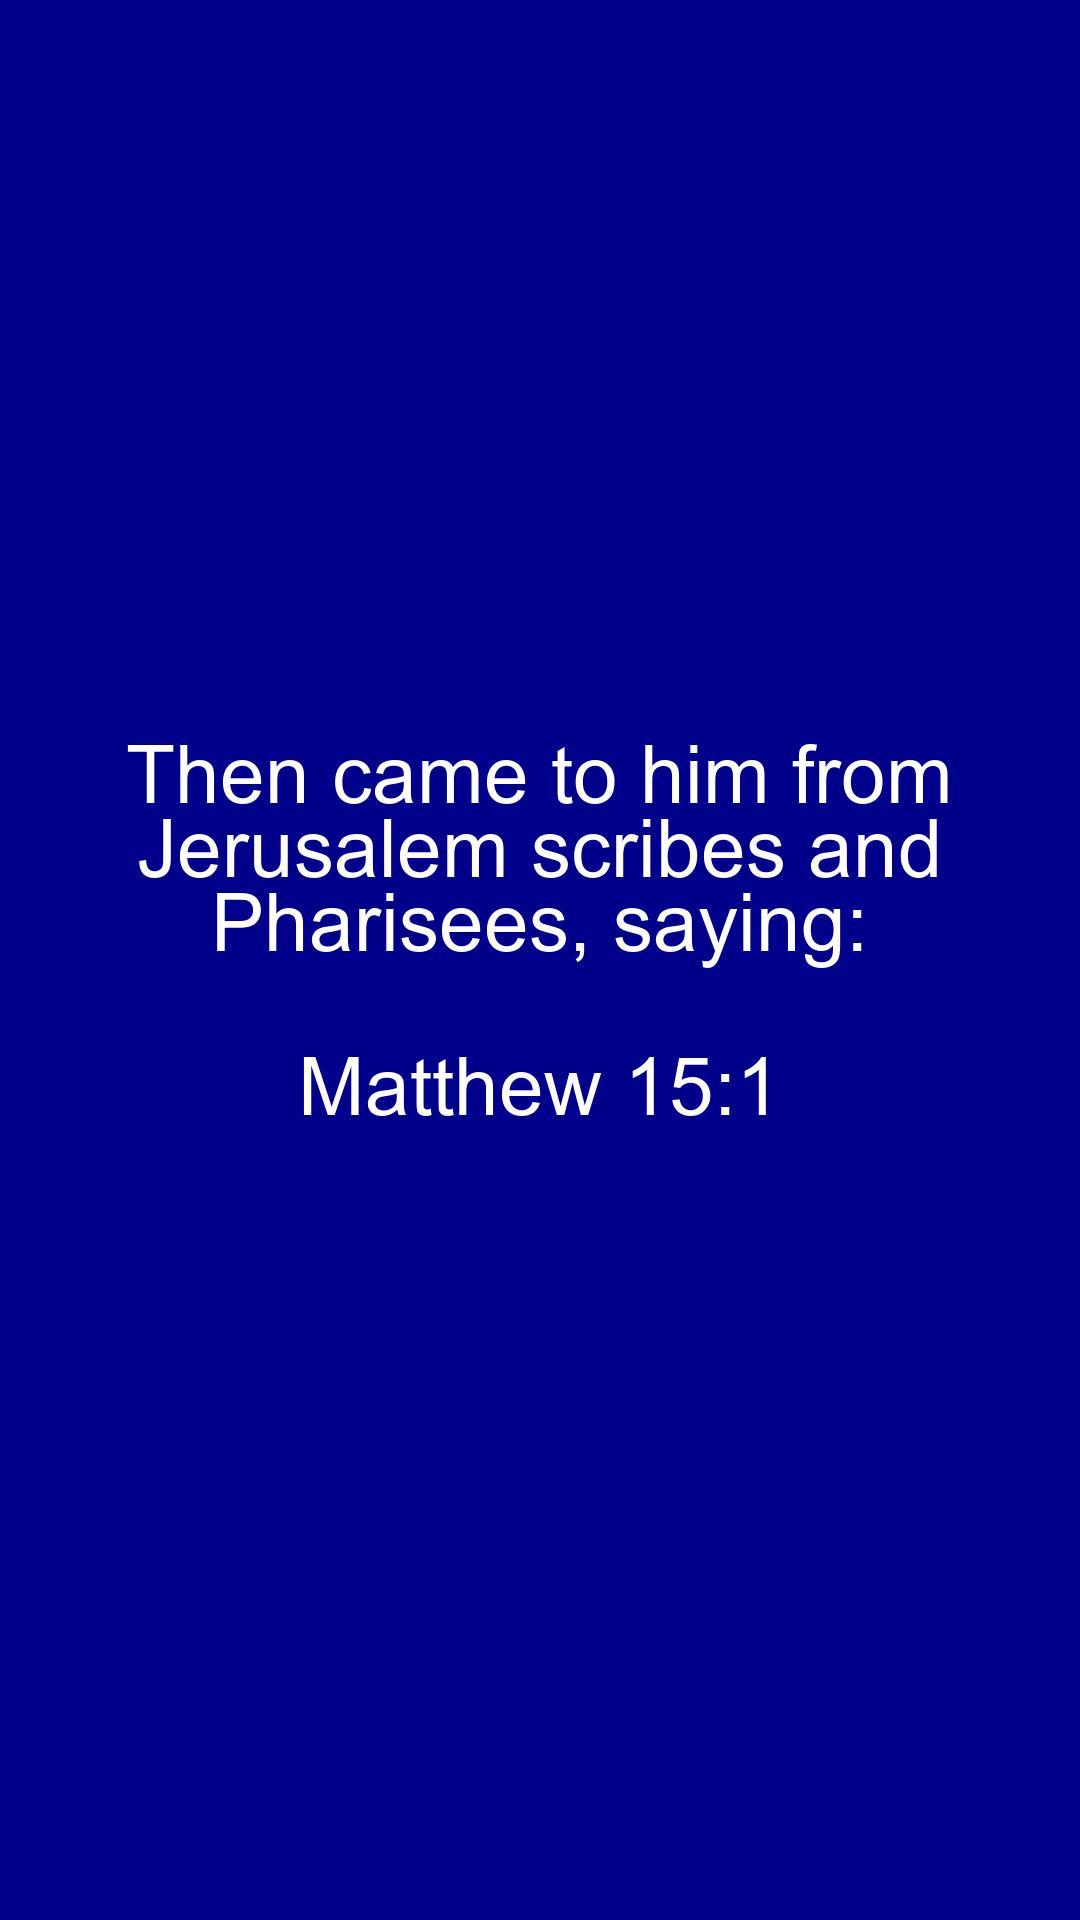 Then came to him from
Jerusalem scribes and
Pharisees, saying:
Matthew 15:1